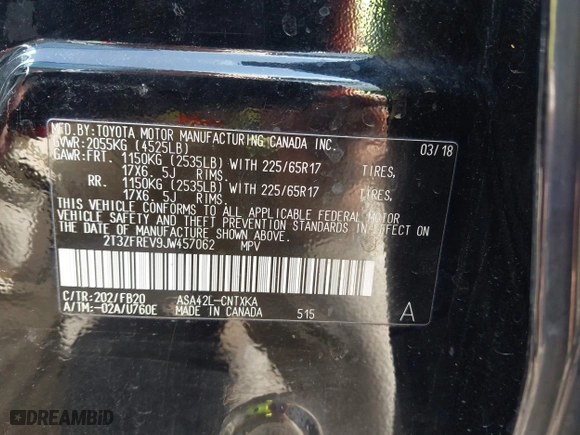 MFD.BY:TOYOTA MOTOR MANUFACTURING CANADA INC. 03/18
GVWR:2055KG (4525LB)
GAWR:FRT. 1150KG (2535LB) WITH 225/65R17 TIRES,
17X6. 5J RIMS.
RR. 1150KG (2535LB) WITH 225/65R17 TIRES,
17X6. 5J RIMS.
THIS VEHICLE CONFORMS TO ALL APPLICABLE FEDERAL MOTOR
VEHICLE SAFETY AND THEFT PREVENTION STANDARDS IN EFFECT ON
THE DATE OF MANUFACTURE SHOWN ABOVE.
2T3ZFREV9JW457062 MPV
C/TR:202/FB20 ASA42L-CNTXKA
A/TM:-02A/U760E MADE IN CANADA 515 A
DREAMBID